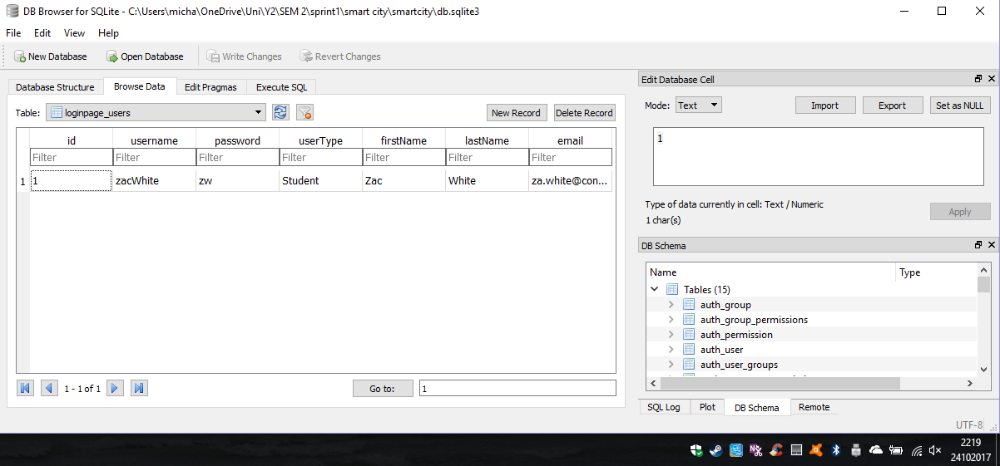 DB Browser for SQLite - C:\Users\micha\OneDrive\Uni\Y2\SEM 2\sprint1\smart city\smartcity\db.sqlite3
File Edit View Help
New Database Open Database Write Changes Revert Changes
Database Structure Browse Data Edit Pragmas Execute SQL
Table: loginpage_users New Record Delete Record
id username password userType firstName lastName email
Filter Filter Filter Filter Filter Filter Filter
1 1 zacWhite zw Student Zac White za.white@con...
1 - 1 of 1 Go to: 1
Edit Database Cell
Mode: Text Import Export Set as NULL
1
Type of data currently in cell: Text / Numeric
1 char(s)
Apply
DB Schema
Name Type
Tables (15)
auth_group
auth_group_permissions
auth_permission
auth_user
auth_user_groups
SQL Log Plot DB Schema Remote
UTF-8
2219
24102017